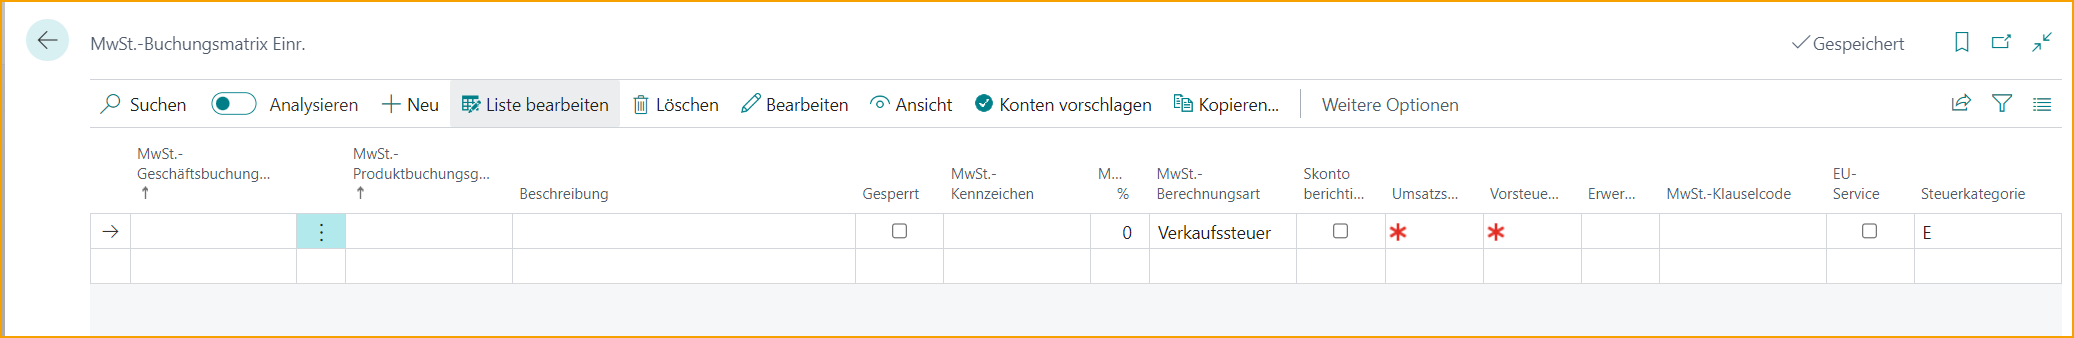 MwSt.-Buchungsmatrix Einr.
Gespeichert
Suchen Analysieren Neu Liste bearbeiten Löschen Bearbeiten Ansicht Konten vorschlagen Kopieren... Weitere Optionen
MwSt.-Geschäftsbuchung...
MwSt.-Produktbuchungsg...
Beschreibung
Gesperrt
MwSt.-Kennzeichen
M... %
MwSt.-Berechnungsart
Skonto berichti...
Umsatzs...
Vorsteue...
Erwer...
MwSt.-Klauselcode
EU-Service
Steuerkategorie
0 Verkaufssteuer * * E